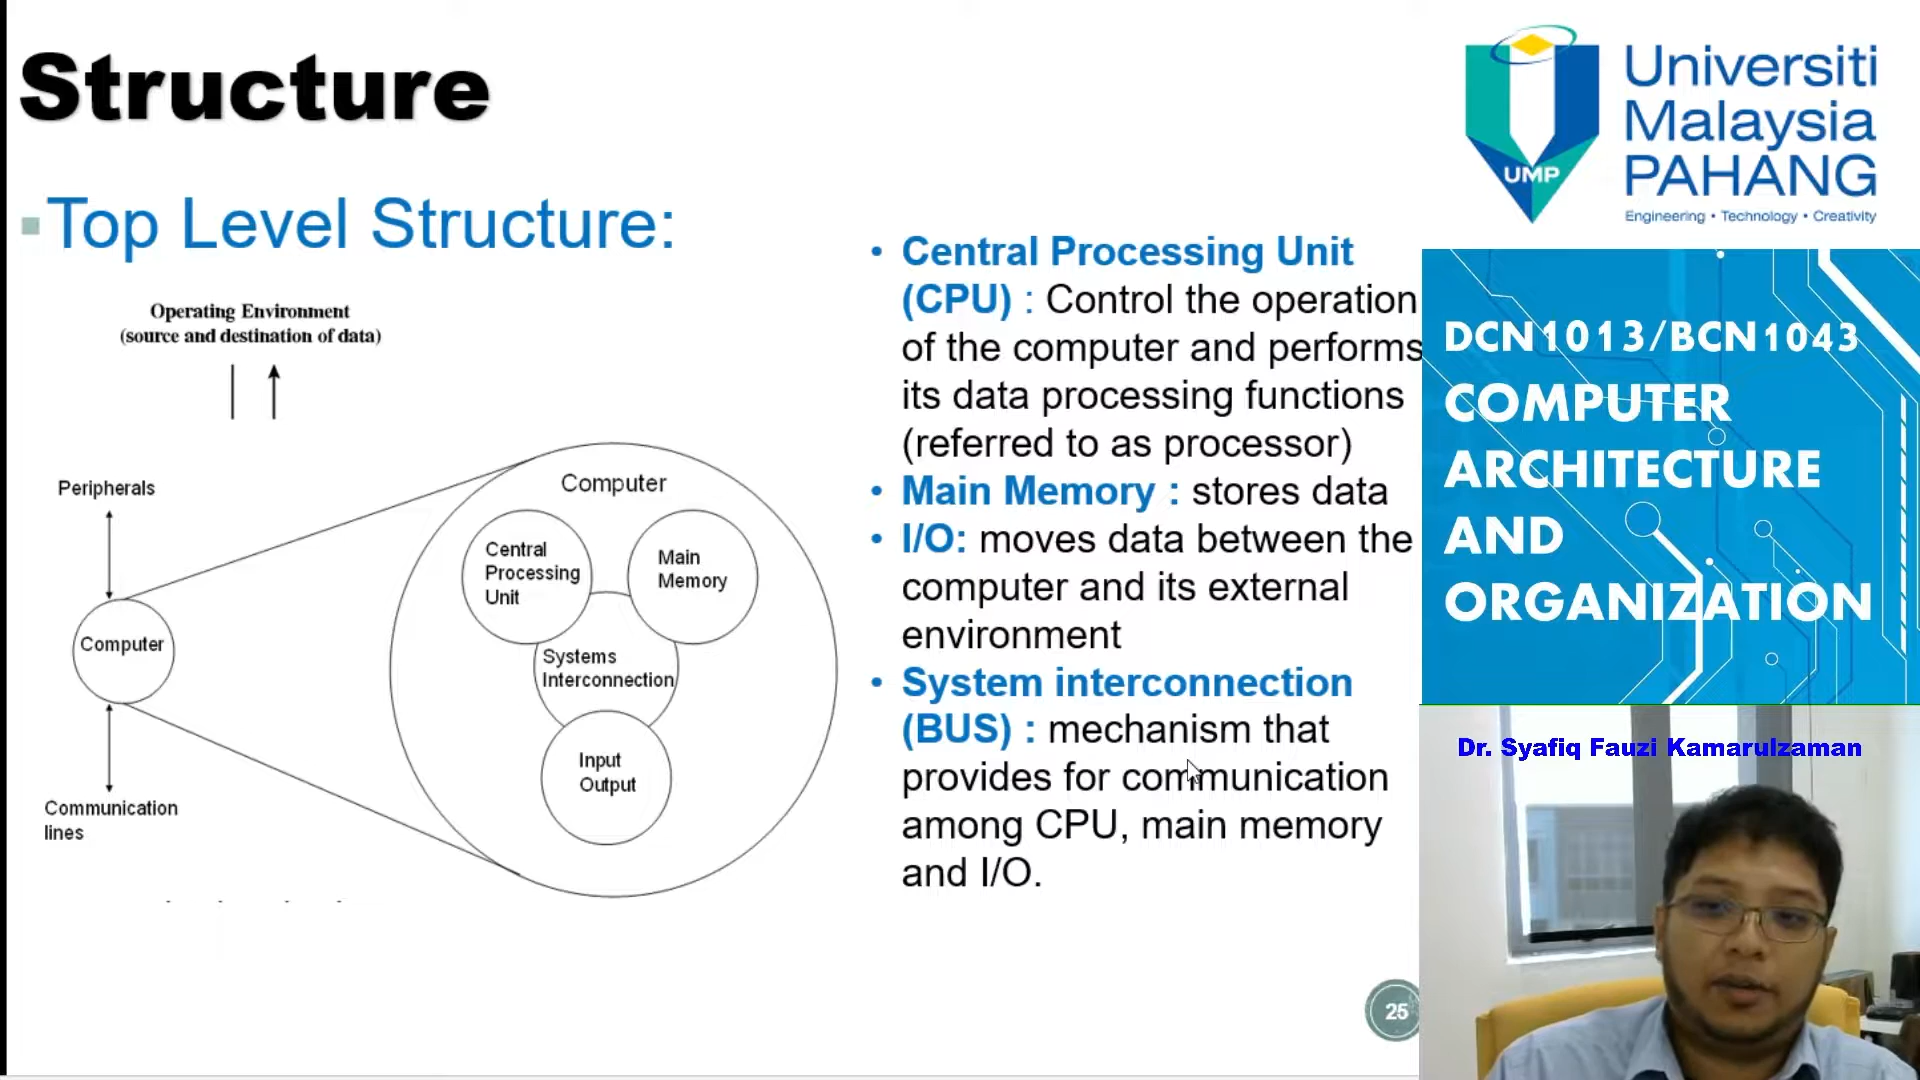 Structure
Top Level Structure:
Operating Environment
(source and destination of data)
Peripherals
Computer
Communication
lines
Computer
Central
Processing
Unit
Main
Memory
Systems
Interconnection
Input
Output
• Central Processing Unit
(CPU) : Control the operation
of the computer and performs
its data processing functions
(referred to as processor)
• Main Memory : stores data
• I/O: moves data between the
computer and its external
environment
• System interconnection
(BUS) : mechanism that
provides for communication
among CPU, main memory
and I/O.
25
UMP
Universiti
Malaysia
PAHANG
Engineering • Technology • Creativity
DCN1013/BCN1043
COMPUTER
ARCHITECTURE
AND
ORGANIZATION
Dr. Syafiq Fauzi Kamarulzaman